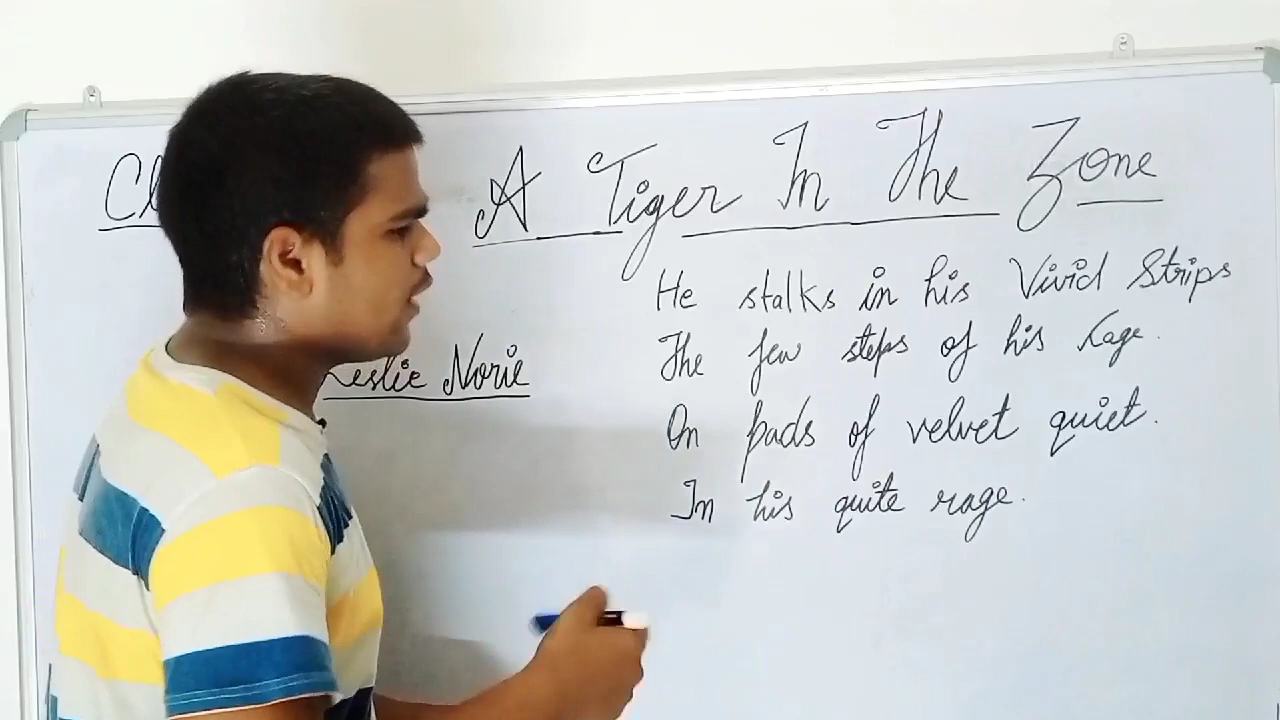 A Tiger In The Zone
He stalks in his Vivid Strips
The few steps of his cage.
Leslie Norie
On pads of velvet quiet.
In his quite rage.